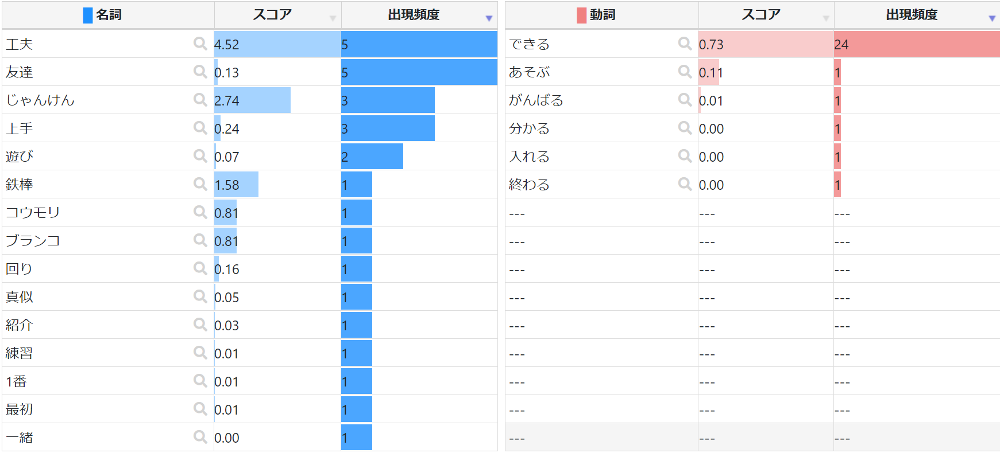 名詞 スコア 出現頻度 動詞 スコア 出現頻度
工夫 4.52 5 できる 0.73 24
友達 0.13 5 あそぶ 0.11 1
じゃんけん 2.74 3 がんばる 0.01 1
上手 0.24 3 分かる 0.00 1
遊び 0.07 2 入れる 0.00 1
鉄棒 1.58 1 終わる 0.00 1
コウモリ 0.81 1 --- --- ---
ブランコ 0.81 1 --- --- ---
回り 0.16 1 --- --- ---
真似 0.05 1 --- --- ---
紹介 0.03 1 --- --- ---
練習 0.01 1 --- --- ---
1番 0.01 1 --- --- ---
最初 0.01 1 --- --- ---
一緒 0.00 1 --- --- ---